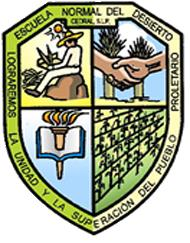 ESCUELA NORMAL DEL DESIERTO
CEDRAL S.L.P.
LOGRAREMOS LA UNIDAD Y LA SUPERACIÓN DEL PUEBLO PROLETARIO